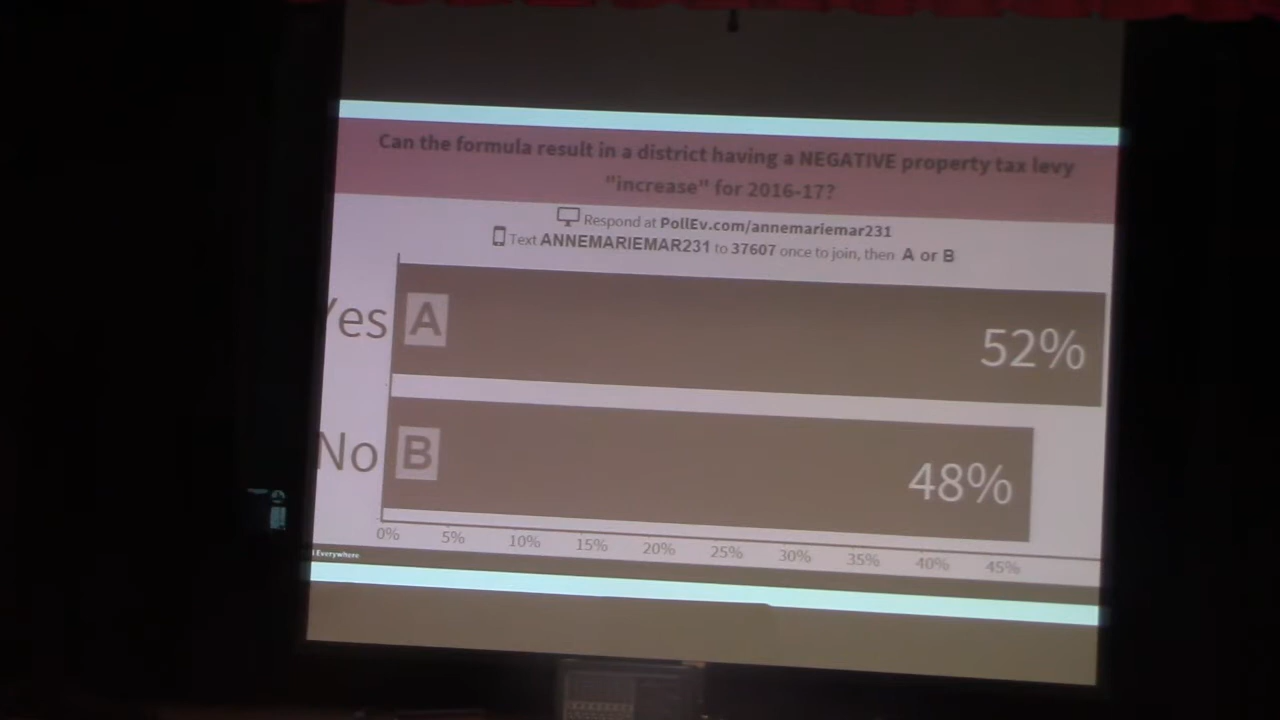 Can the formula result in a district having a NEGATIVE property tax levy
"increase" for 2016-17?
Respond at PollEv.com/annemariemar231
Text ANNEMARIEMAR231 to 37607 once to join, then A or B
Yes A 52%
No B 48%
0% 5% 10% 15% 20% 25% 30% 35% 40% 45%
Everywhere